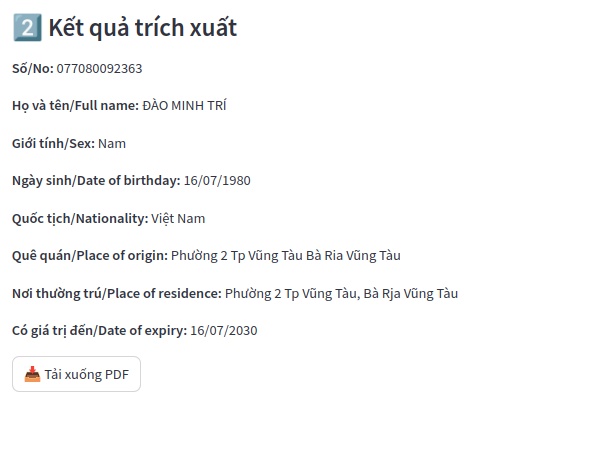 2 Kết quả trích xuất
Số/No: 077080092363
Họ và tên/Full name: ĐÀO MINH TRÍ
Giới tính/Sex: Nam
Ngày sinh/Date of birthday: 16/07/1980
Quốc tịch/Nationality: Việt Nam
Quê quán/Place of origin: Phường 2 Tp Vũng Tàu Bà Ria Vũng Tàu
Nơi thường trú/Place of residence: Phường 2 Tp Vũng Tàu, Bà Rja Vũng Tàu
Có giá trị đến/Date of expiry: 16/07/2030
Tải xuống PDF